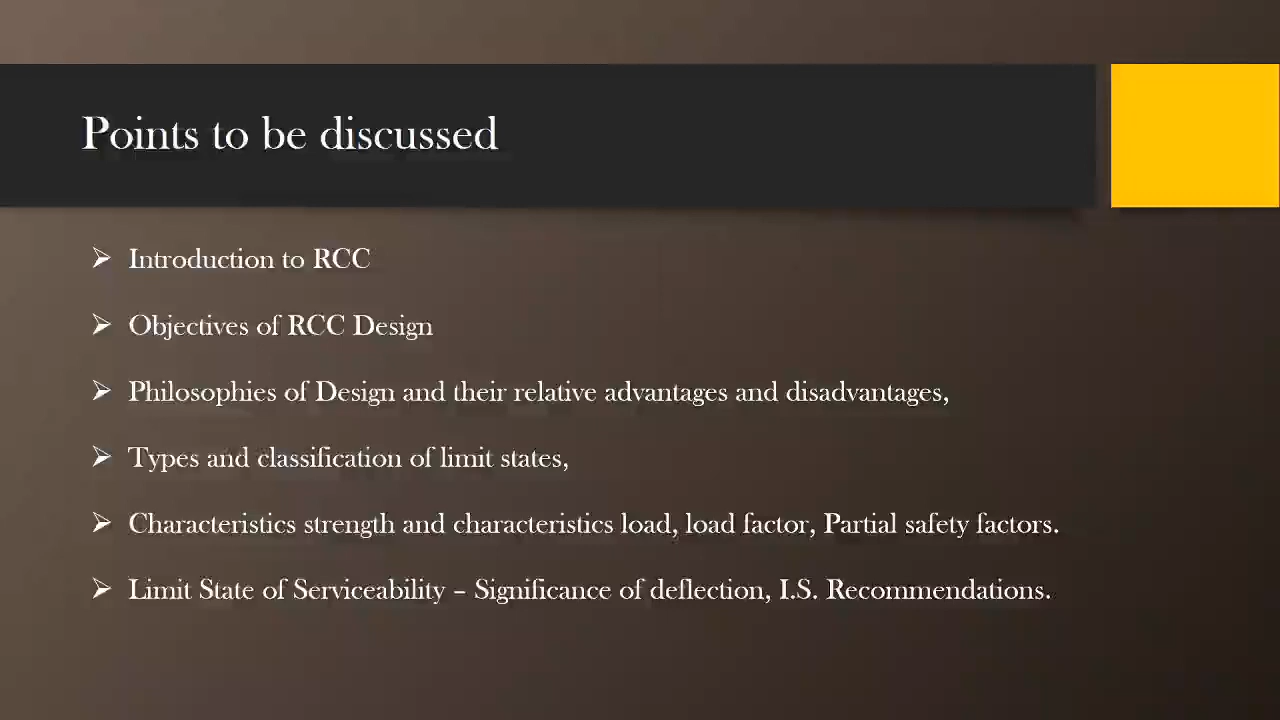 Points to be discussed
Introduction to RCC
Objectives of RCC Design
Philosophies of Design and their relative advantages and disadvantages,
Types and classification of limit states,
Characteristics strength and characteristics load, load factor, Partial safety factors.
Limit State of Serviceability – Significance of deflection, I.S. Recommendations.